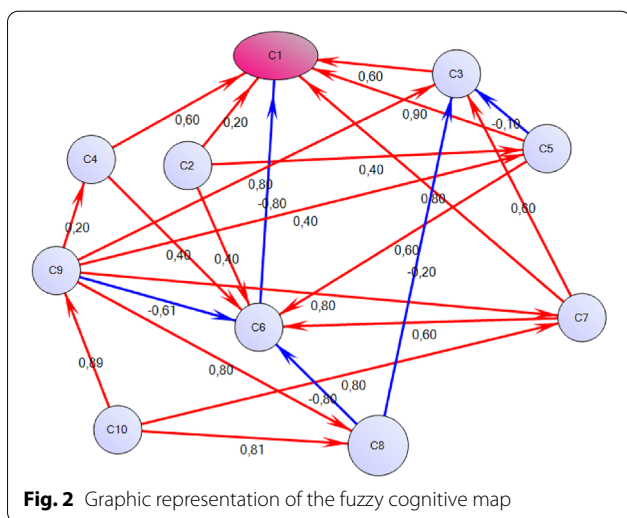 C1
C3
0,60
0,90
-0,10
C5
0,60
0,20
C4
C2
0,40
0,80
-0,80
0,80
0,40
0,60
0,20
0,40
0,40
0,60
C9
-0,20
-0,61
0,80
C6
C7
0,60
0,89
0,80
0,80
-0,80
C10
0,81
C8
Fig. 2 Graphic representation of the fuzzy cognitive map